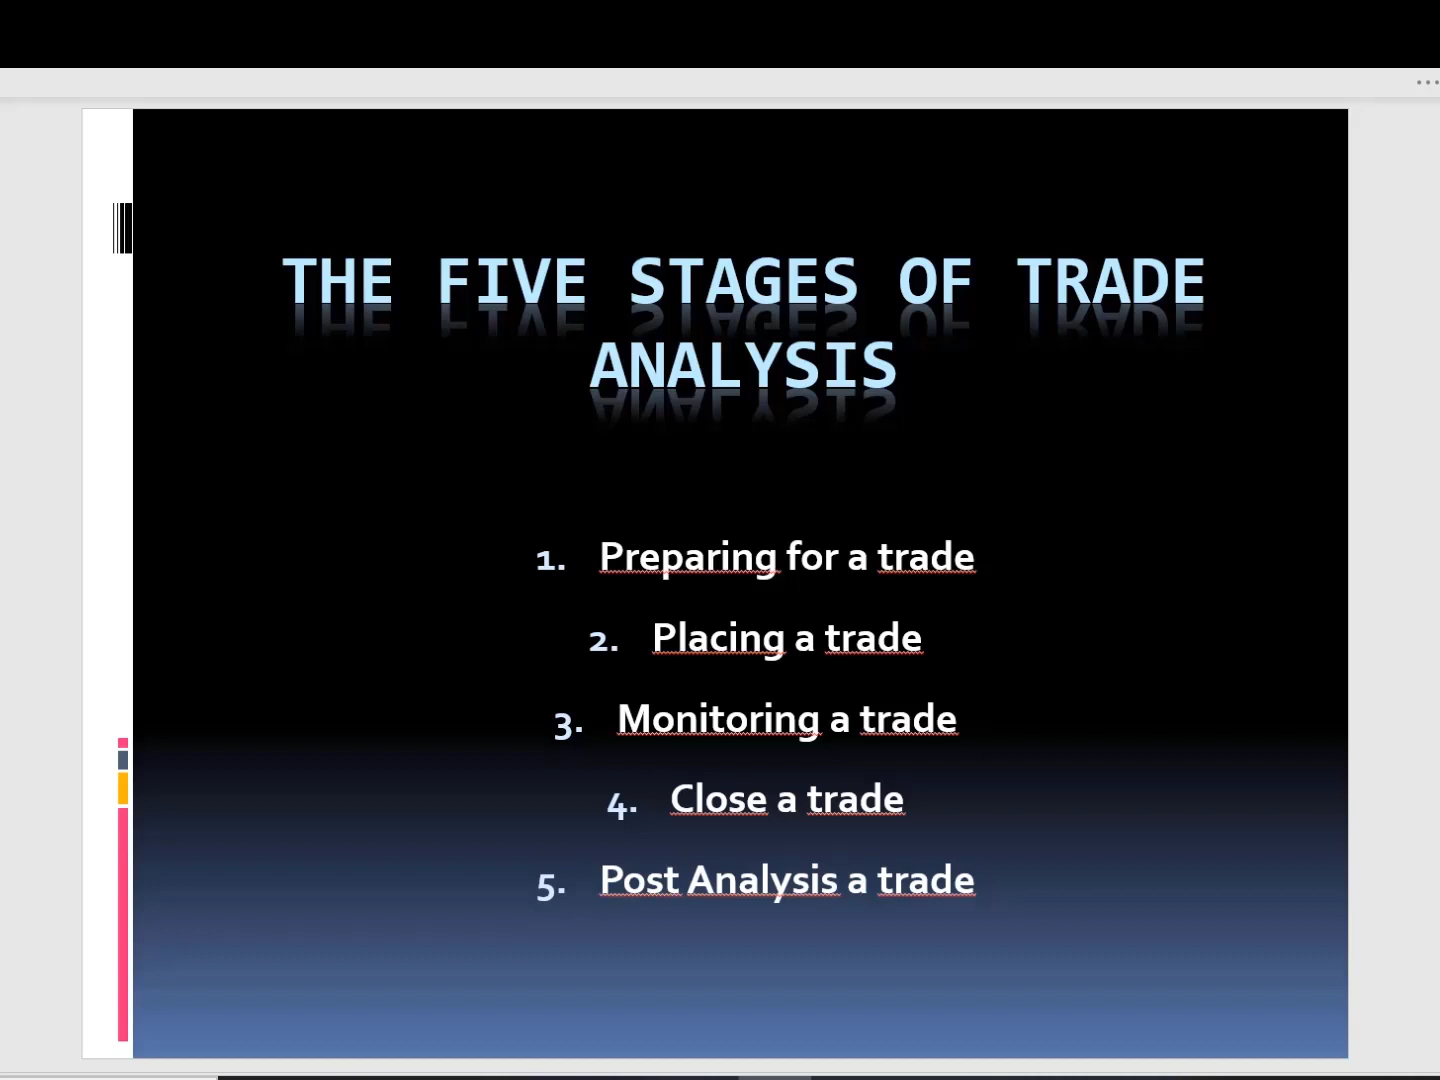 THE FIVE STAGES OF TRADE
ANALYSIS
1. Preparing for a trade
2. Placing a trade
3. Monitoring a trade
4. Close a trade
5. Post Analysis a trade